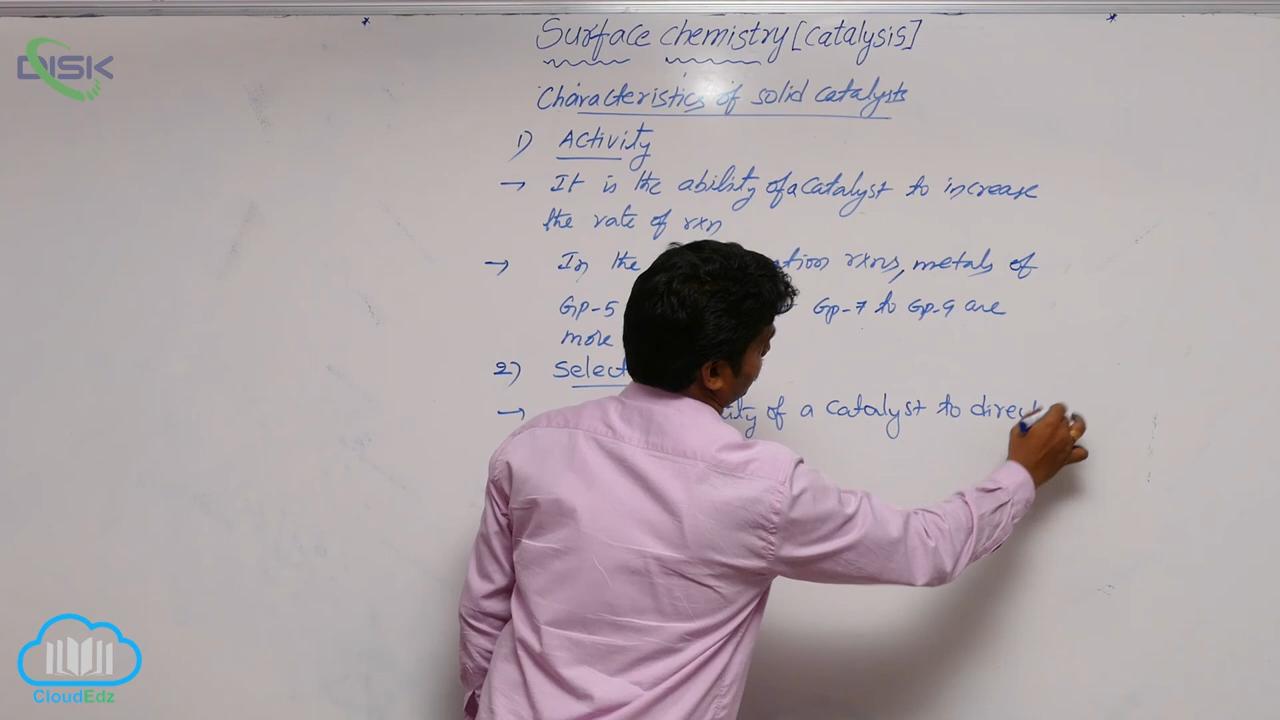 DISK
Surface chemistry [catalysis]
Characteristics of solid catalysts
1) Activity
→ It is the ability of a catalyst to increase
the rate of rxn
→ In the ation rxns, metals of
Gp-5 Gp-7 to Gp-9 are
more
2) Select
→ ity of a catalyst to direct
CloudEdz